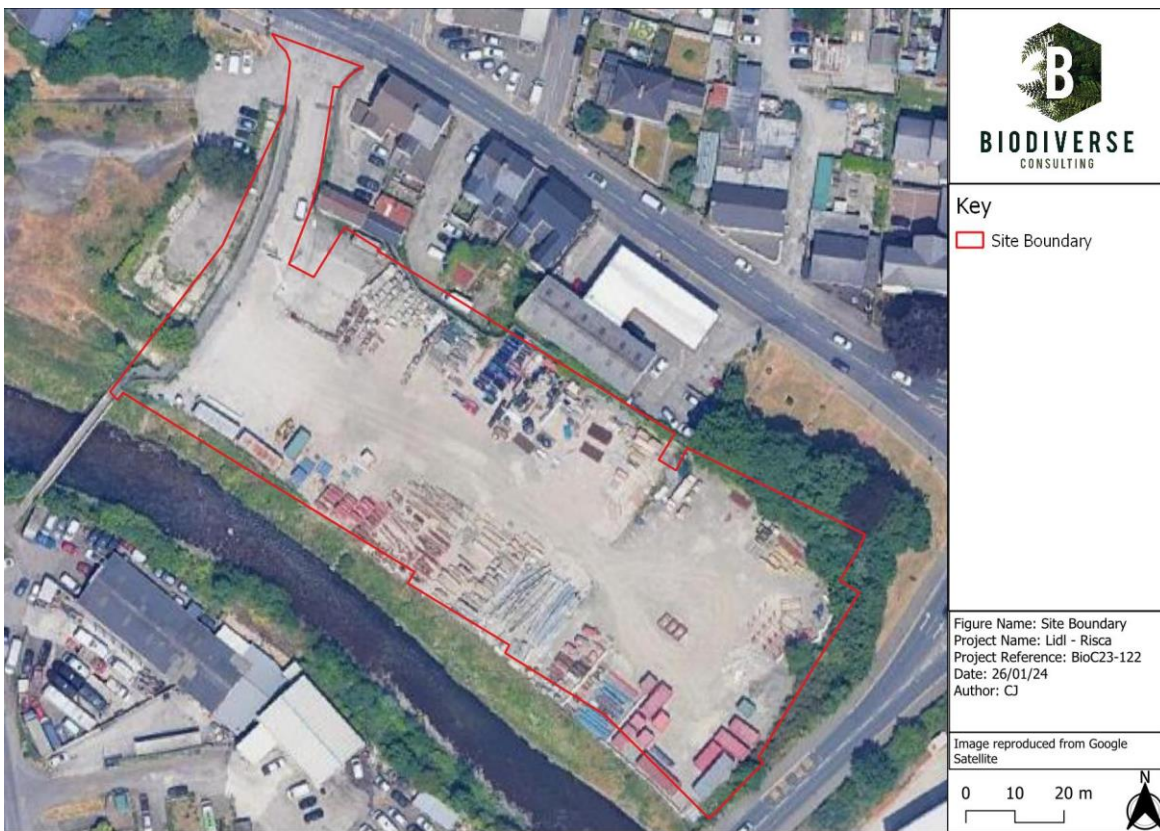 BIODIVERSE
CONSULTING
Key
Site Boundary
Figure Name: Site Boundary
Project Name: Lidl - Risca
Project Reference: BioC23-122
Date: 26/01/24
Author: CJ
Image reproduced from Google
Satellite
N
0 10 20 m